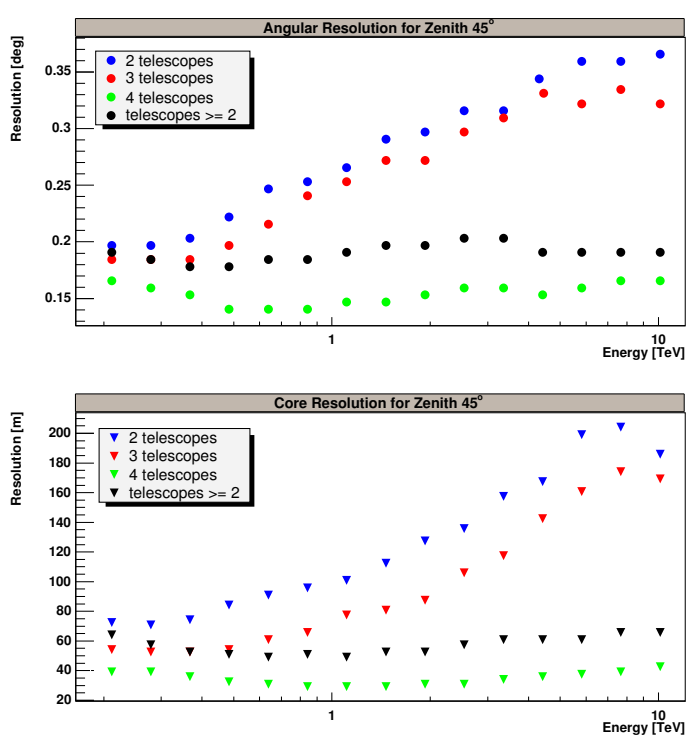 Angular Resolution for Zenith 45°
Resolution [deg]
2 telescopes
3 telescopes
4 telescopes
telescopes >= 2
0.35
0.3
0.25
0.2
0.15
1
10
Energy [TeV]
Core Resolution for Zenith 45°
Resolution [m]
2 telescopes
3 telescopes
4 telescopes
telescopes >= 2
200
180
160
140
120
100
80
60
40
20
1
10
Energy [TeV]